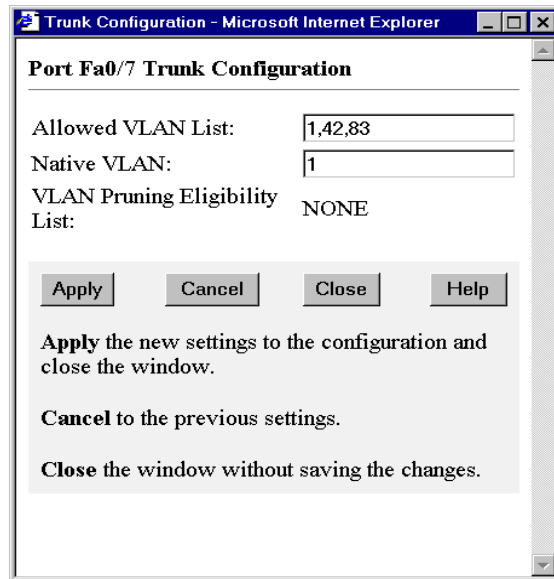 Trunk Configuration - Microsoft Internet Explorer
Port Fa0/7 Trunk Configuration
Allowed VLAN List: 1,42,83
Native VLAN: 1
VLAN Pruning Eligibility
List: NONE
Apply Cancel Close Help
Apply the new settings to the configuration and
close the window.
Cancel to the previous settings.
Close the window without saving the changes.